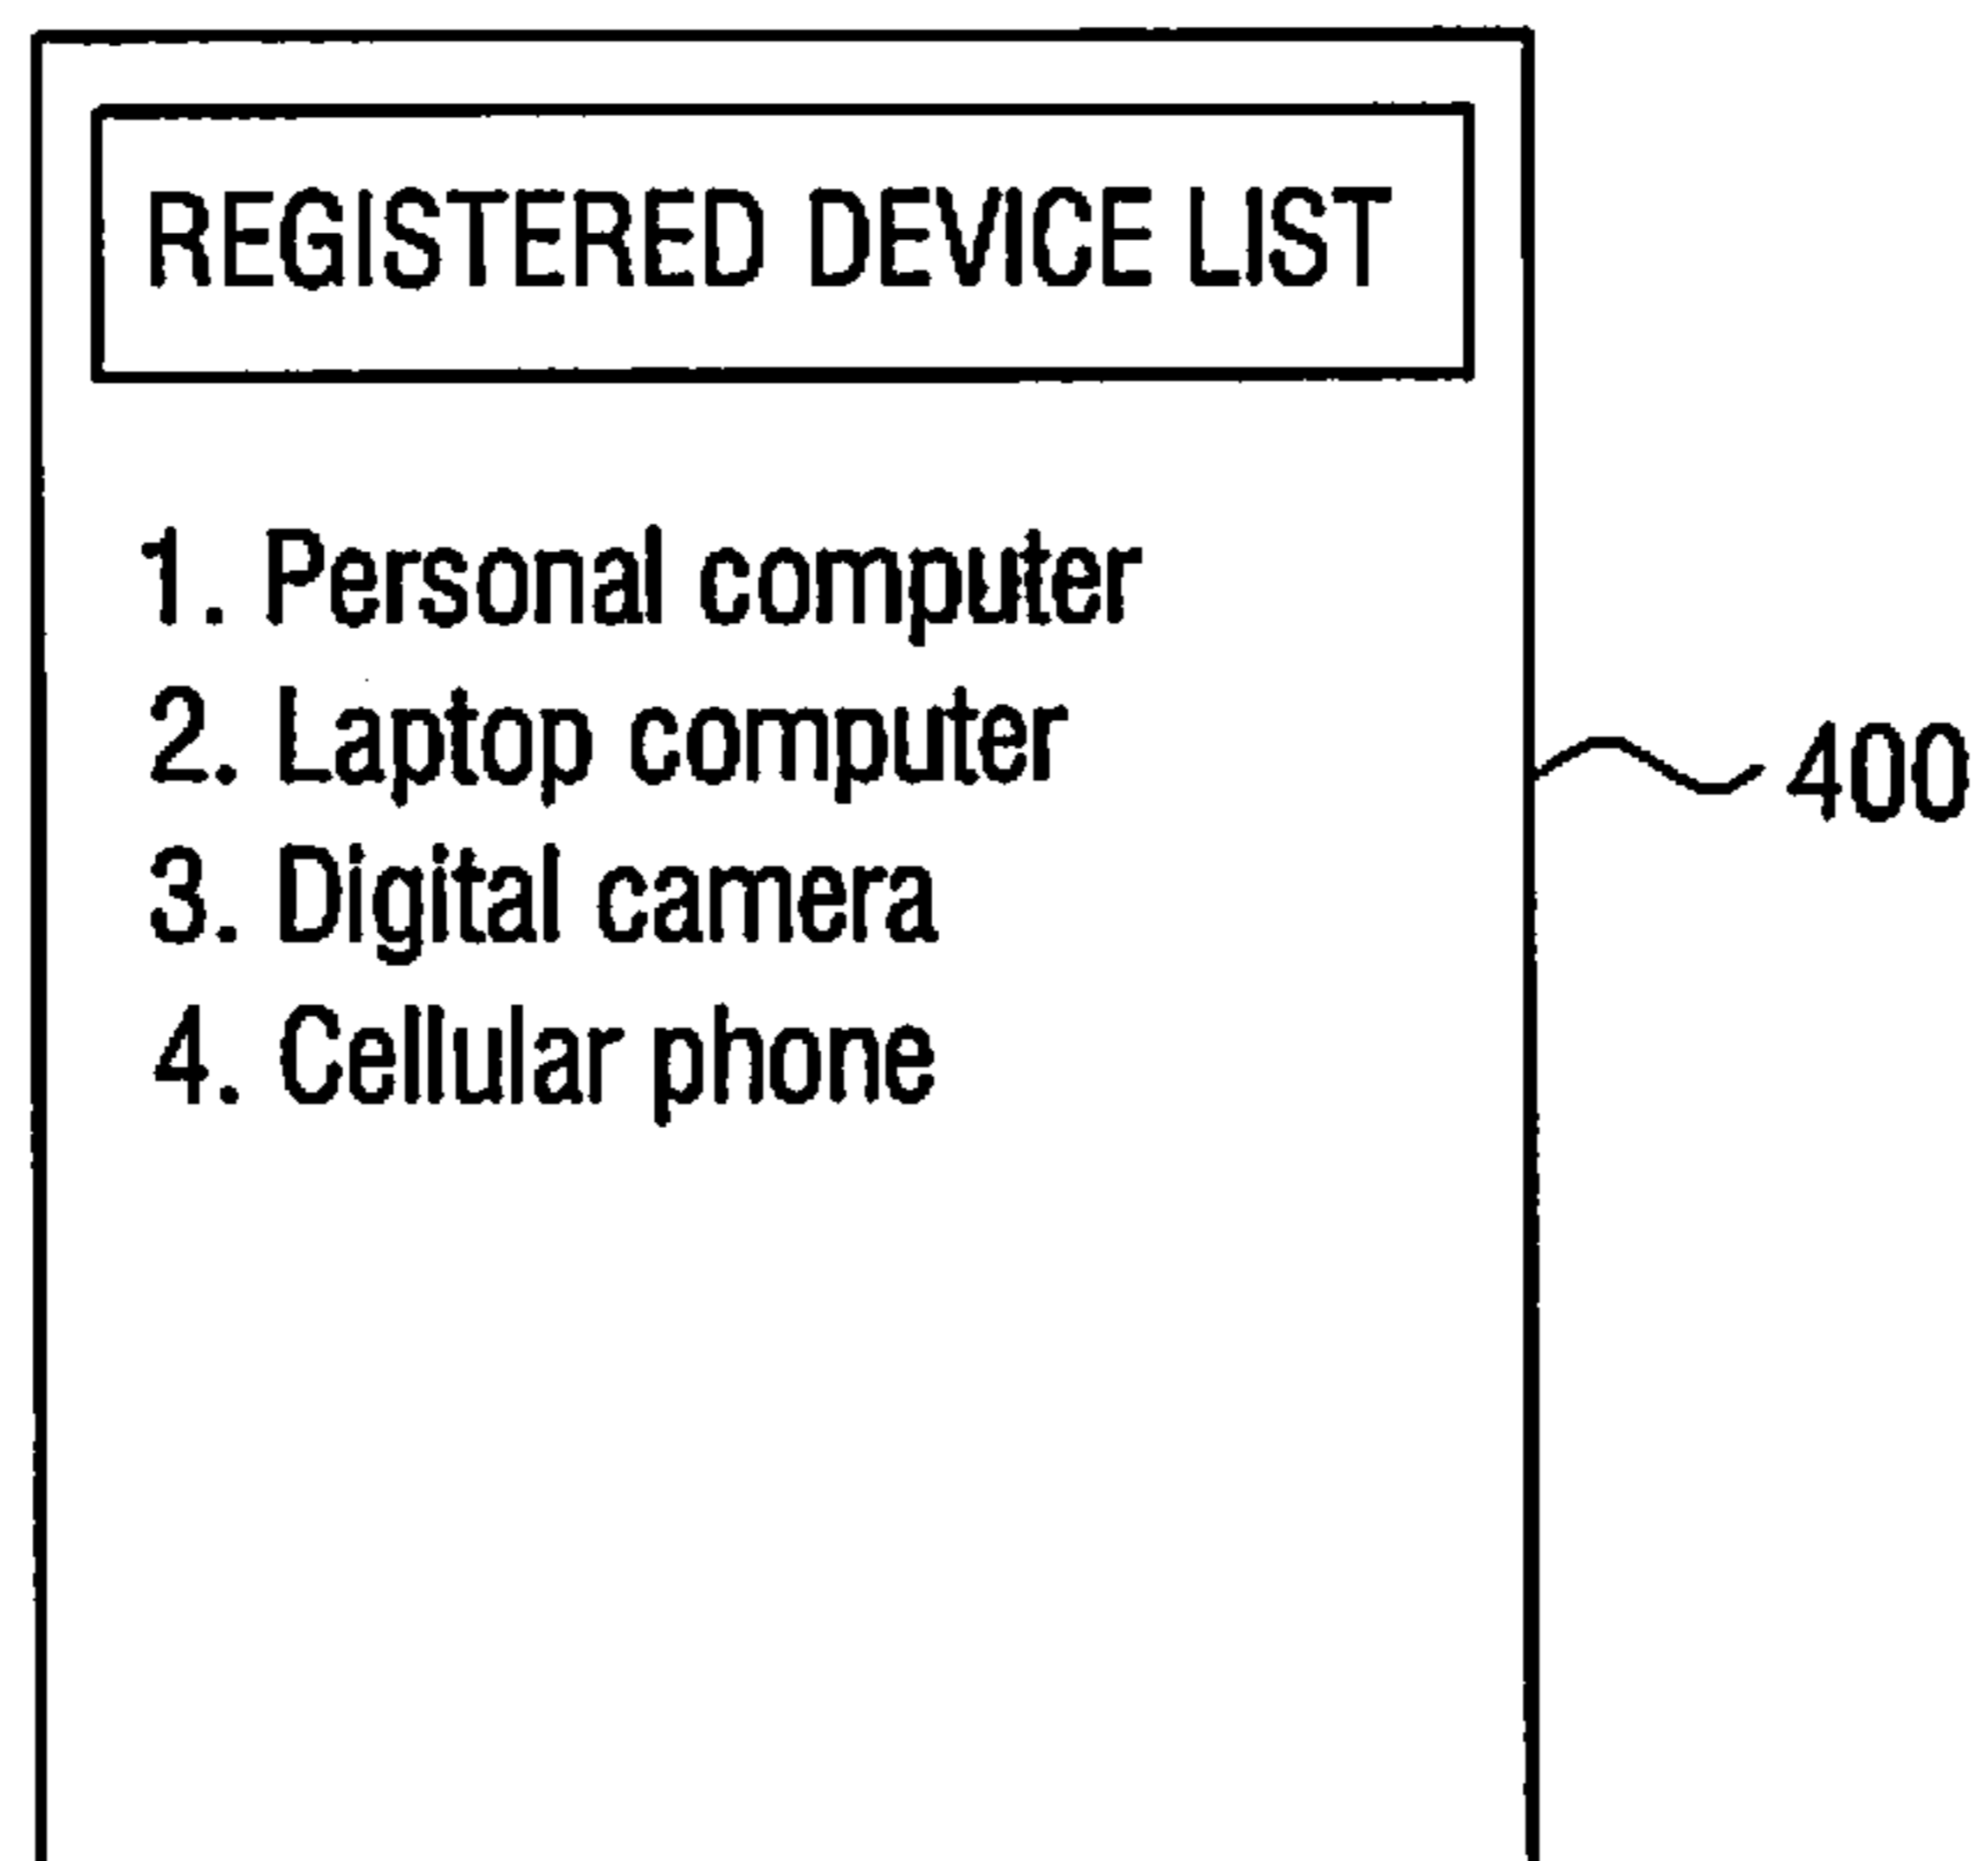 REGISTERED DEVICE LIST
1. Personal computer
2. Laptop computer
3. Digital camera
4. Cellular phone
400